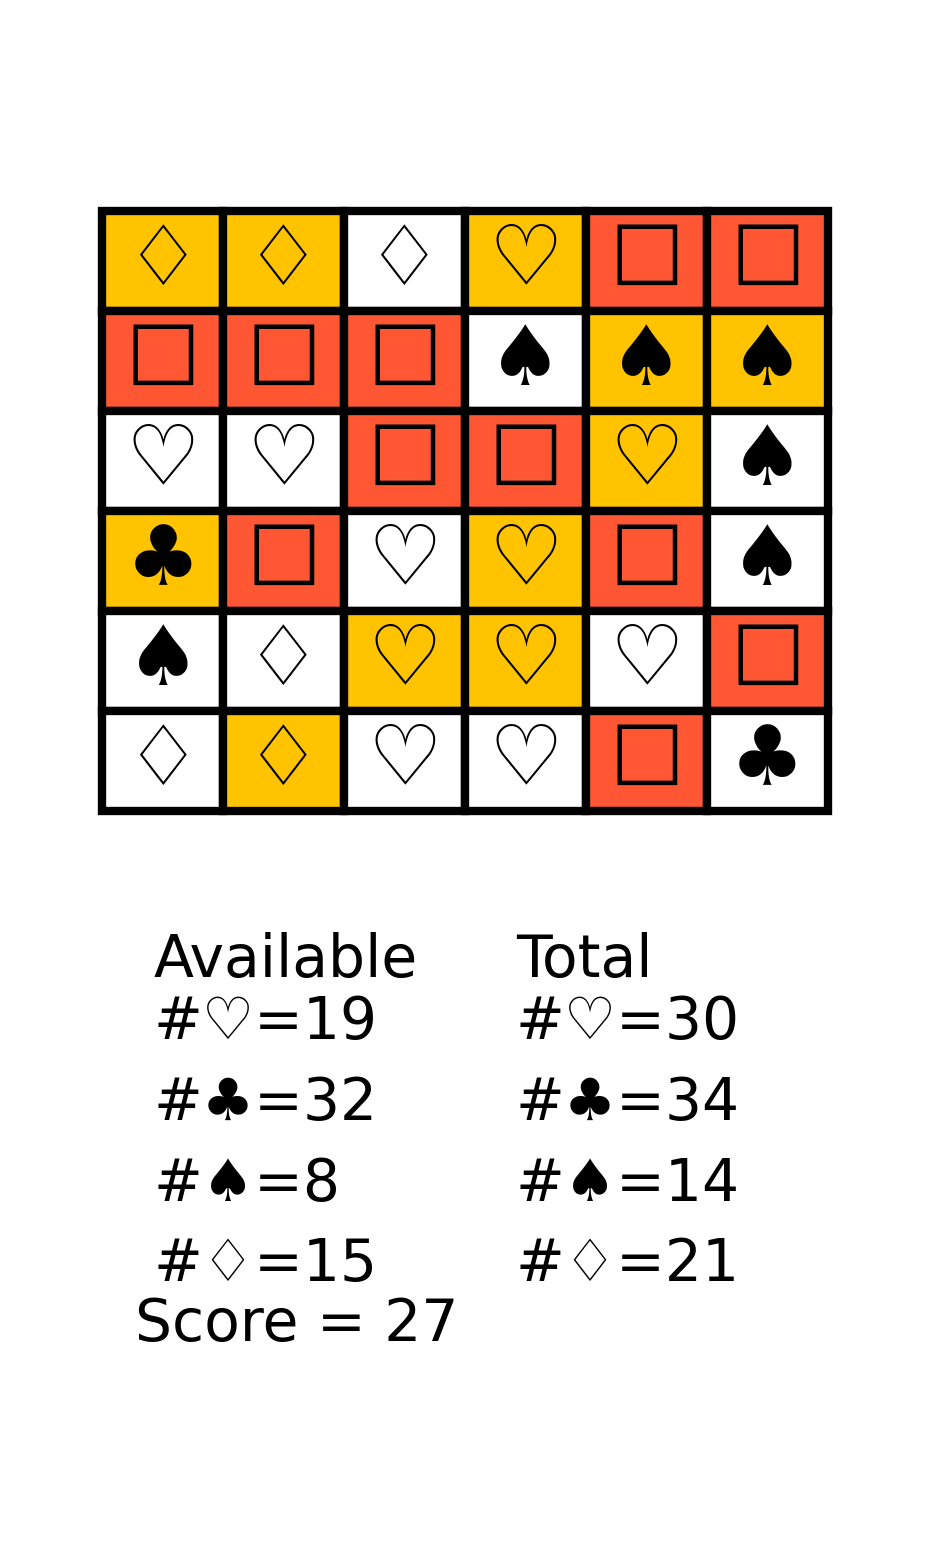 ♢ ♢ ♢ ♡ □ □
□ □ □ ♠ ♠ ♠
♡ ♡ □ □ ♡ ♠
♣ □ ♡ ♡ □ ♠
♠ ♢ ♡ ♡ ♡ □
♢ ♢ ♡ ♡ □ ♣
Available Total
#♡=19 #♡=30
#♣=32 #♣=34
#♠=8 #♠=14
#♢=15 #♢=21
Score = 27